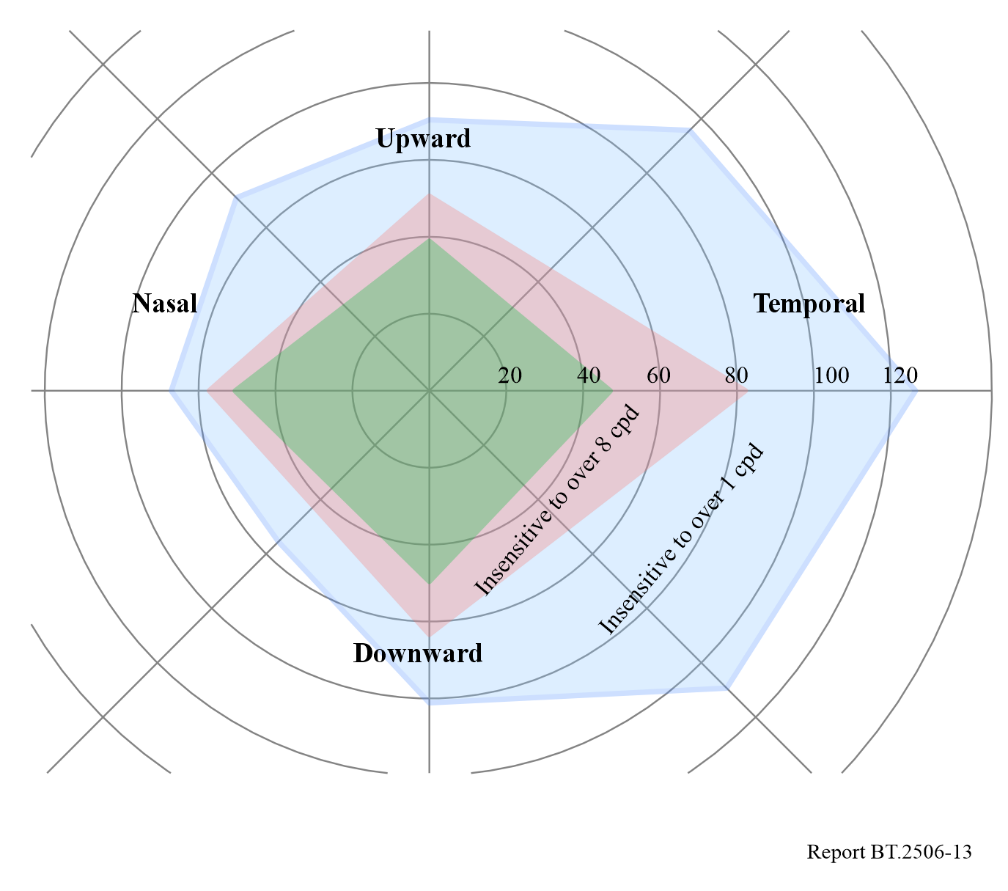 Upward
Nasal
Temporal
20 40 60 80 100 120
Insensitive to over 8 cpd
Insensitive to over 1 cpd
Downward
Report BT.2506-13